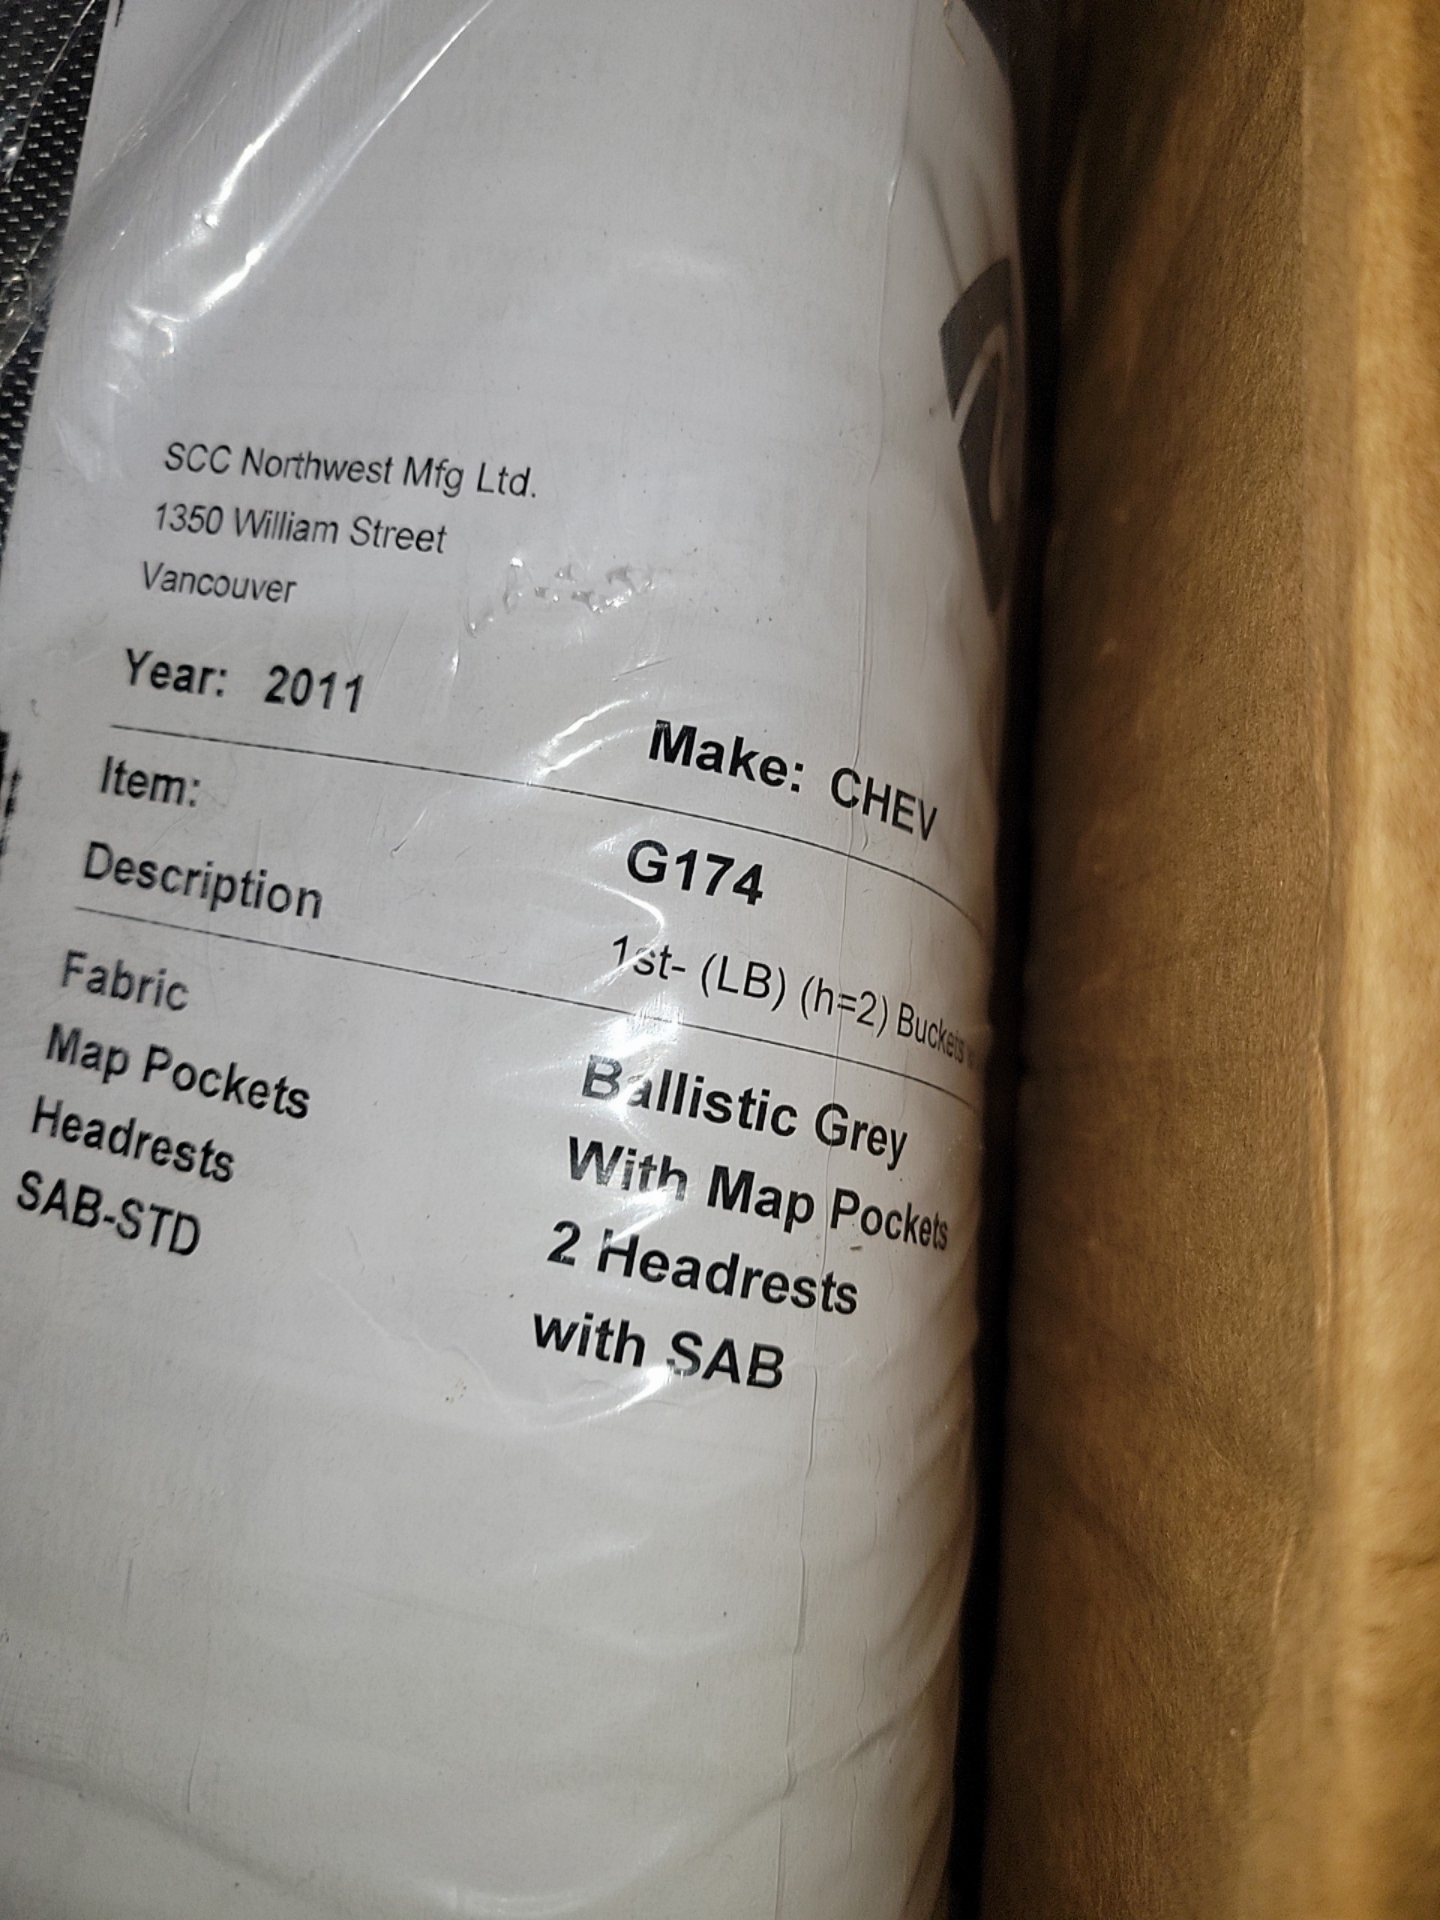 SCC Northwest Mfg Ltd.
1350 William Street
Vancouver
Year: 2011 Make: CHEV
Item: G174
Description 1st- (LB) (h=2) Buckets
Fabric Ballistic Grey
Map Pockets With Map Pockets
Headrests 2 Headrests
SAB-STD with SAB